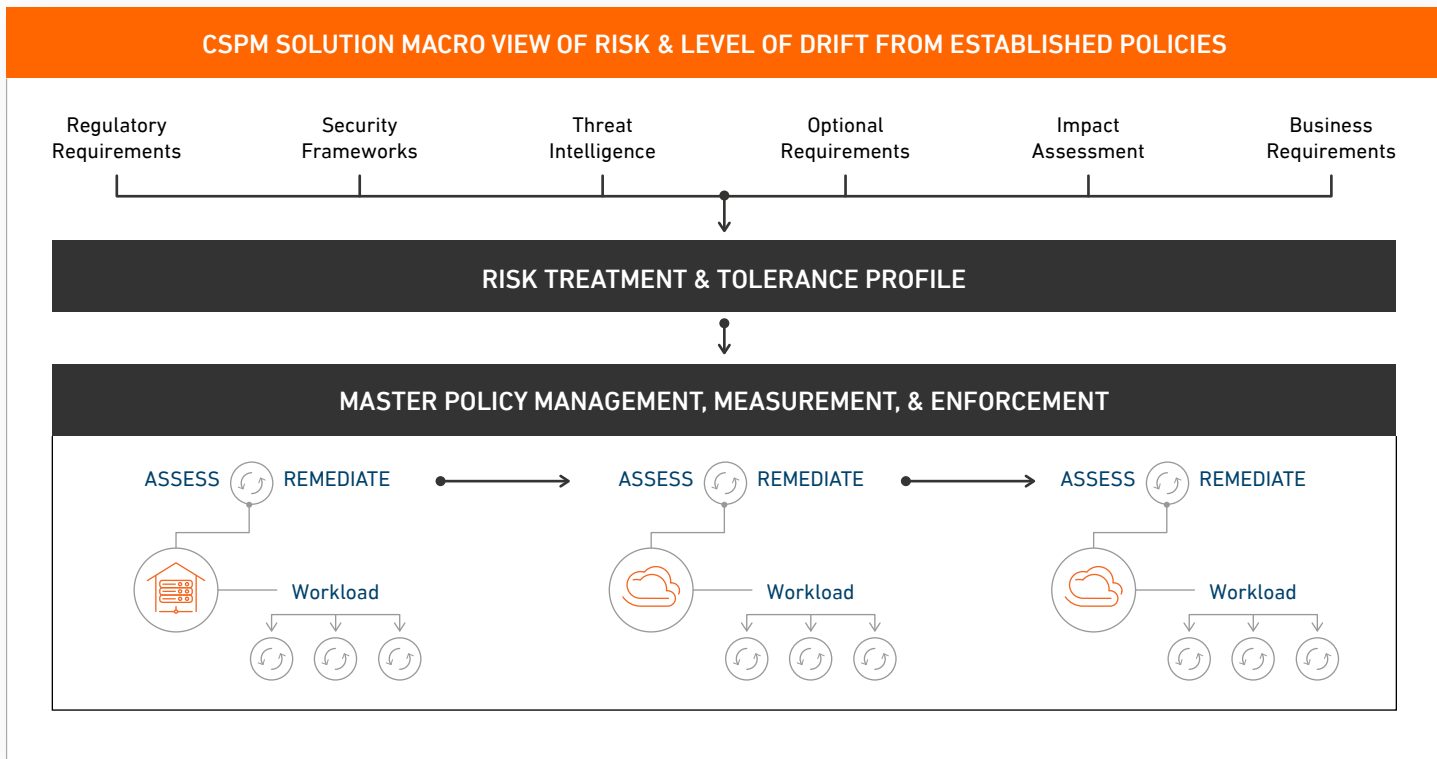 CSPM SOLUTION MACRO VIEW OF RISK & LEVEL OF DRIFT FROM ESTABLISHED POLICIES
Regulatory
Requirements
Security
Frameworks
Threat
Intelligence
Optional
Requirements
Impact
Assessment
Business
Requirements
RISK TREATMENT & TOLERANCE PROFILE
MASTER POLICY MANAGEMENT, MEASUREMENT, & ENFORCEMENT
ASSESS REMEDIATE
Workload
ASSESS REMEDIATE
Workload
ASSESS REMEDIATE
Workload